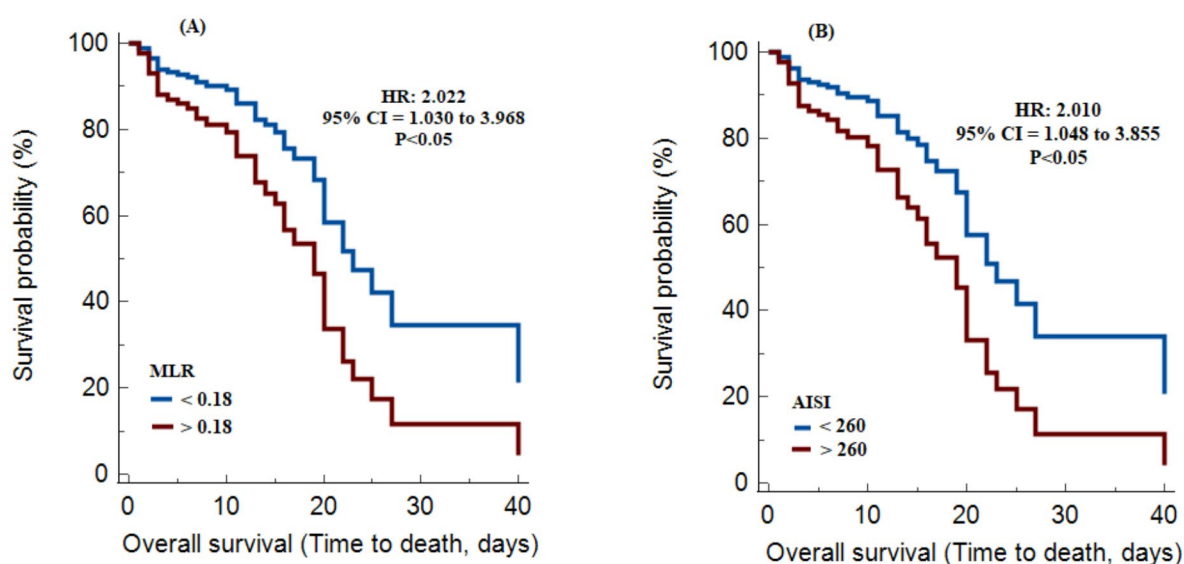 (A)
HR: 2.022
95% CI = 1.030 to 3.968
P<0.05
Survival probability (%)
100
80
60
40
20
0
MLR
< 0.18
> 0.18
0 10 20 30 40
Overall survival (Time to death, days)
(B)
HR: 2.010
95% CI = 1.048 to 3.855
P<0.05
Survival probability (%)
100
80
60
40
20
0
AISI
< 260
> 260
0 10 20 30 40
Overall survival (Time to death, days)